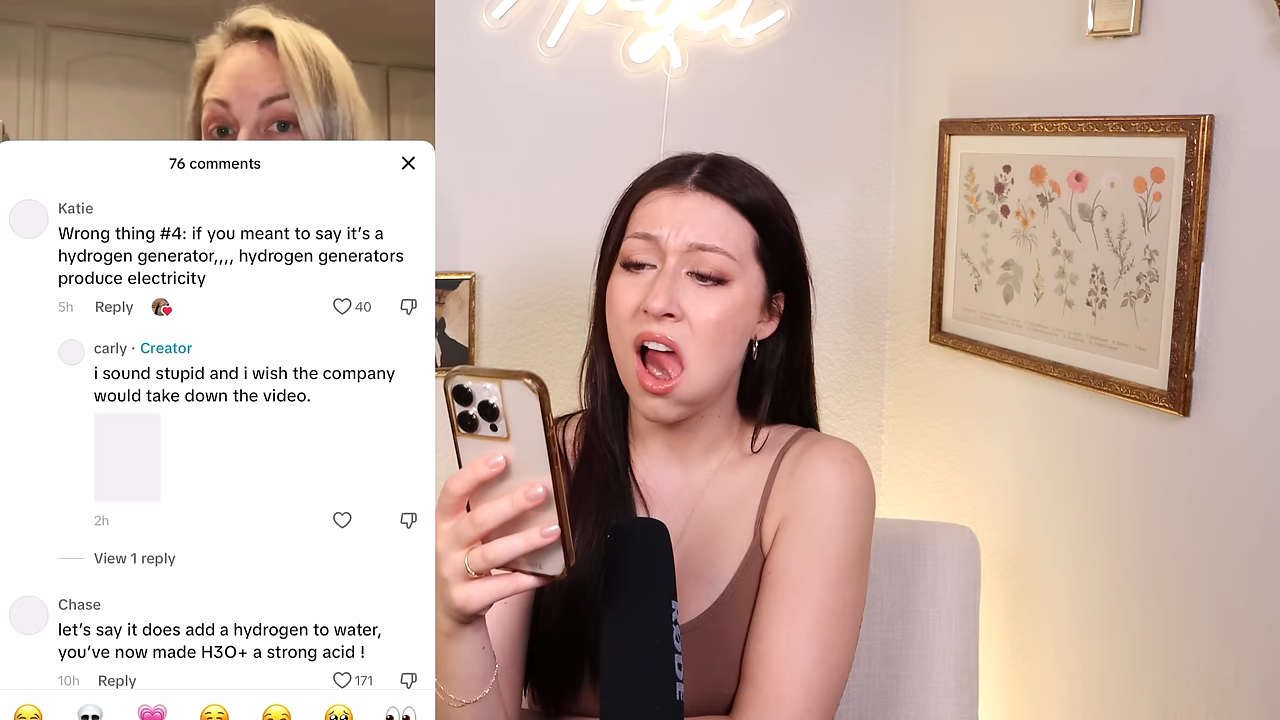 Angel
76 comments
Katie
Wrong thing #4: if you meant to say it's a
hydrogen generator,,,, hydrogen generators
produce electricity
5h Reply 40
carly · Creator
i sound stupid and i wish the company
would take down the video.
2h
View 1 reply
Chase
let's say it does add a hydrogen to water,
you've now made H3O+ a strong acid !
10h Reply 171
RODE